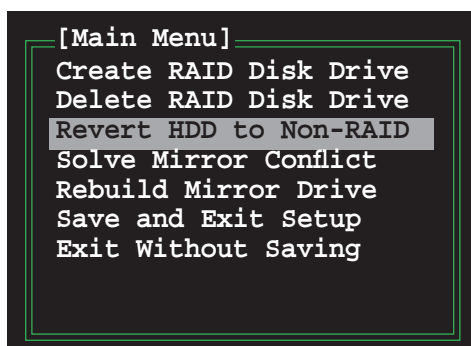 [Main Menu]
Create RAID Disk Drive
Delete RAID Disk Drive
Revert HDD to Non-RAID
Solve Mirror Conflict
Rebuild Mirror Drive
Save and Exit Setup
Exit Without Saving